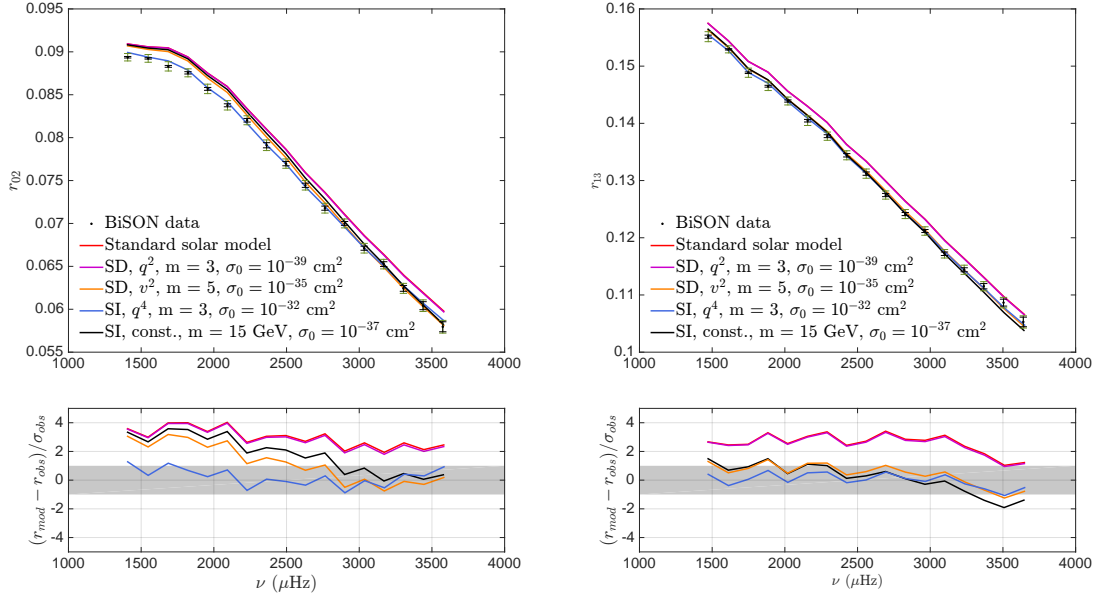 0.095
0.09
0.085
0.08
0.075
0.07
0.065
0.06
0.055
r₀₂
BiSON data
Standard solar model
SD, q², m = 3, σ₀ = 10⁻³⁹ cm²
SD, v², m = 5, σ₀ = 10⁻³⁵ cm²
SI, q⁴, m = 3, σ₀ = 10⁻³² cm²
SI, const., m = 15 GeV, σ₀ = 10⁻³⁷ cm²
1000 1500 2000 2500 3000 3500 4000
0.16
0.15
0.14
0.13
0.12
0.11
0.1
r₁₃
BiSON data
Standard solar model
SD, q², m = 3, σ₀ = 10⁻³⁹ cm²
SD, v², m = 5, σ₀ = 10⁻³⁵ cm²
SI, q⁴, m = 3, σ₀ = 10⁻³² cm²
SI, const., m = 15 GeV, σ₀ = 10⁻³⁷ cm²
1000 1500 2000 2500 3000 3500 4000
4
2
0
-2
-4
(r_mod − r_obs)/σ_obs
1000 1500 2000 2500 3000 3500 4000
ν (μHz)
4
2
0
-2
-4
(r_mod − r_obs)/σ_obs
1000 1500 2000 2500 3000 3500 4000
ν (μHz)